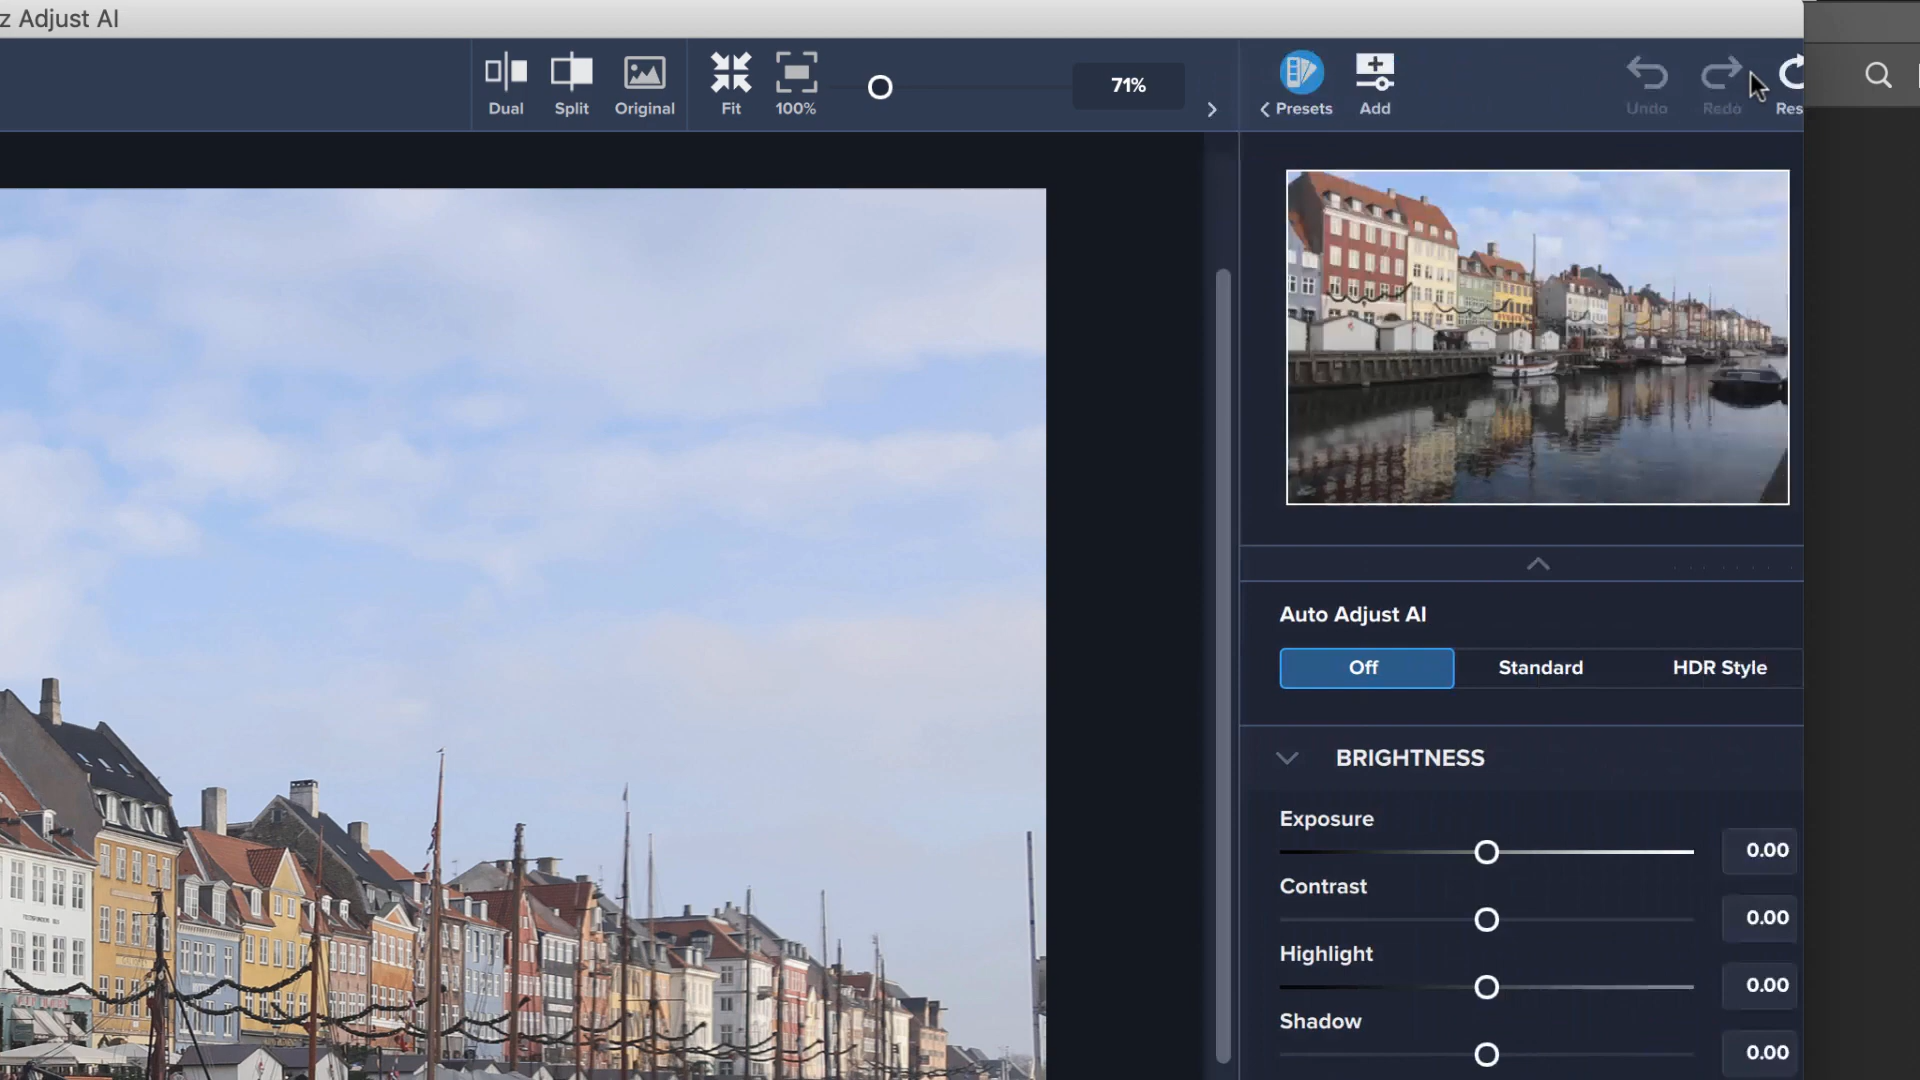 z Adjust AI
Dual
Split
Original
Fit
100%
71%
Presets
Add
Undo
Redo
Res
Auto Adjust AI
Off
Standard
HDR Style
BRIGHTNESS
Exposure
0.00
Contrast
0.00
Highlight
0.00
Shadow
0.00